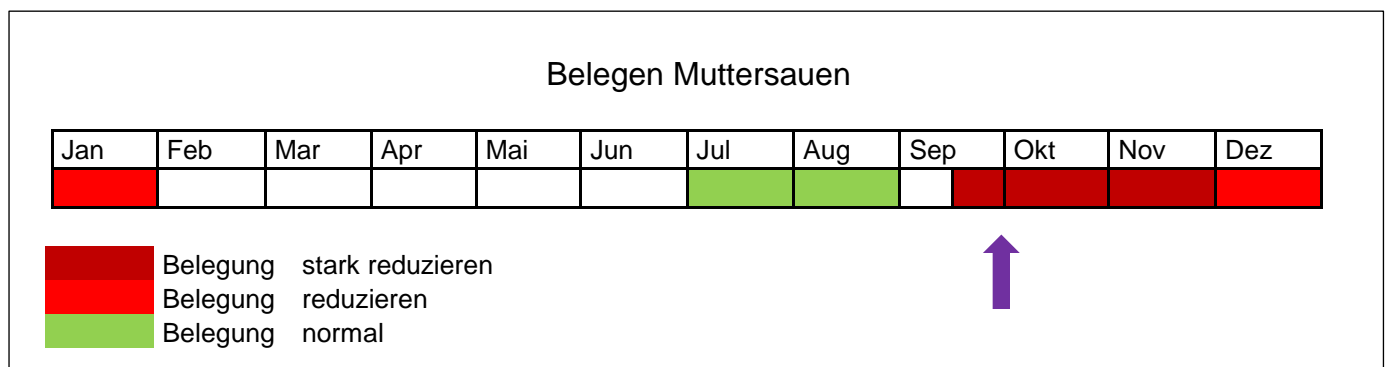 Belegen Muttersauen
Jan Feb Mar Apr Mai Jun Jul Aug Sep Okt Nov Dez
Belegung stark reduzieren
Belegung reduzieren
Belegung normal